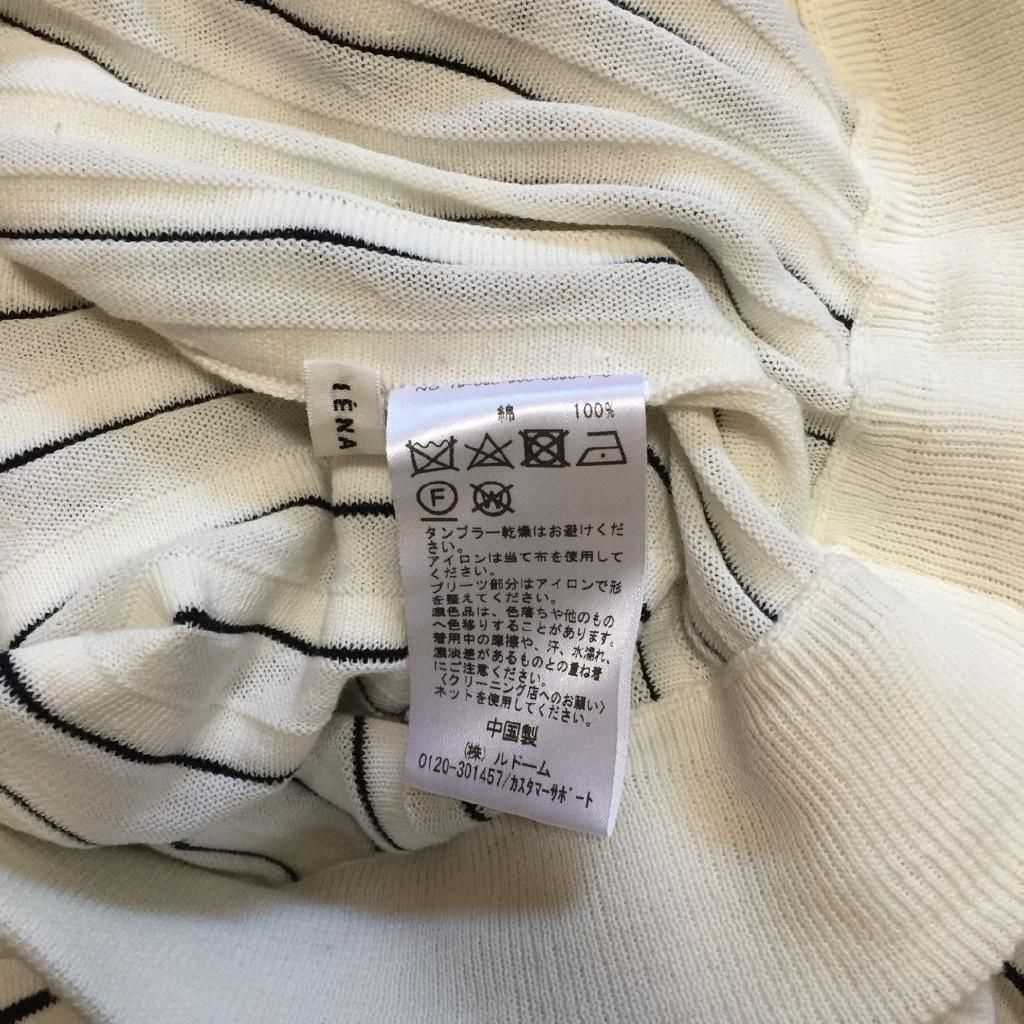 IÉNA
綿 100%
F
W
タンブラー乾燥はお避けくだ
さい。
アイロンは当て布を使用して
ください。
プリーツ部分はアイロンで形
を整えてください。
濃色品は、色落ちや他のもの
へ色移りすることがあります。
着用中の摩擦や、汗、水濡れ、
濃淡差があるものとの重ね着
にご注意ください。
〈クリーニング店へのお願い〉
ネットを使用してください。
中国製
(株)ルドーム
0120-301457/カスタマーサポート